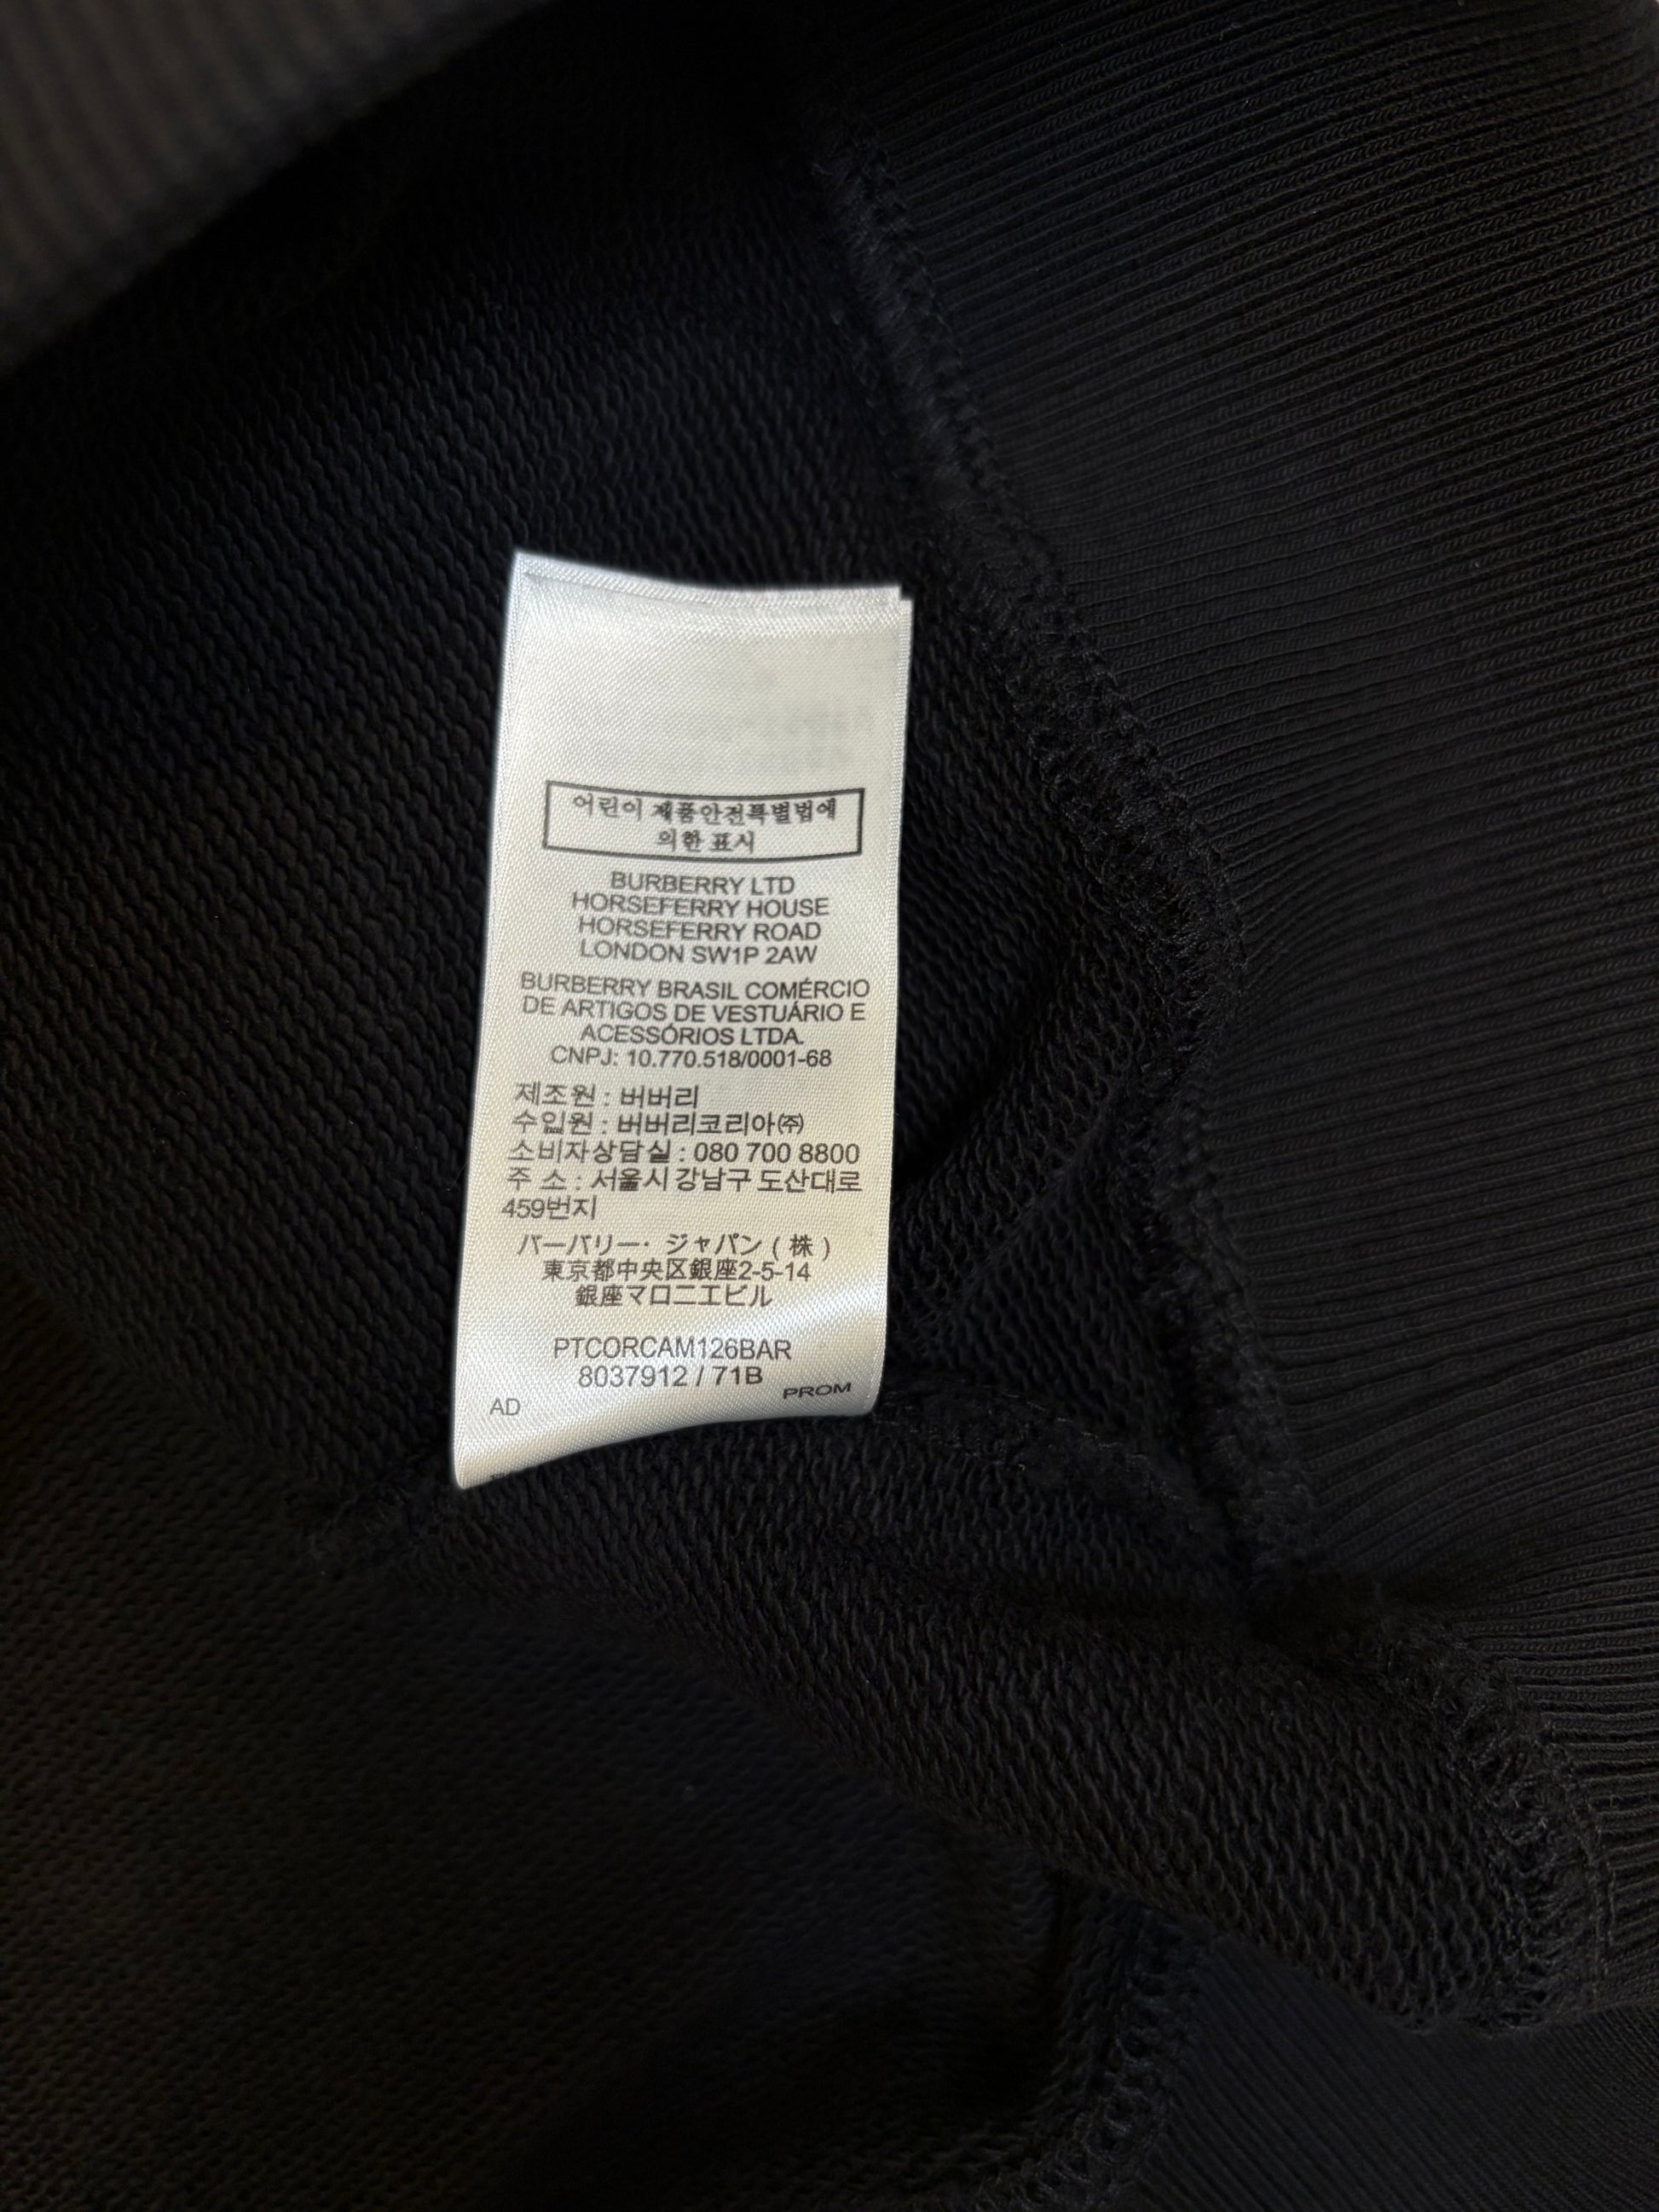 어린이 제품안전특별법에
의한 표시
BURBERRY LTD
HORSEFERRY HOUSE
HORSEFERRY ROAD
LONDON SW1P 2AW
BURBERRY BRASIL COMÉRCIO
DE ARTIGOS DE VESTUÁRIO E
ACESSÓRIOS LTDA.
CNPJ: 10.770.518/0001-68
제조원 : 버버리
수입원 : 버버리코리아㈜
소비자상담실 : 080 700 8800
주 소 : 서울시 강남구 도산대로
459번지
バーバリー・ジャパン ( 株 )
東京都中央区銀座2-5-14
銀座マロニエビル
PTCORCAM126BAR
8037912 / 71B
PROM
AD